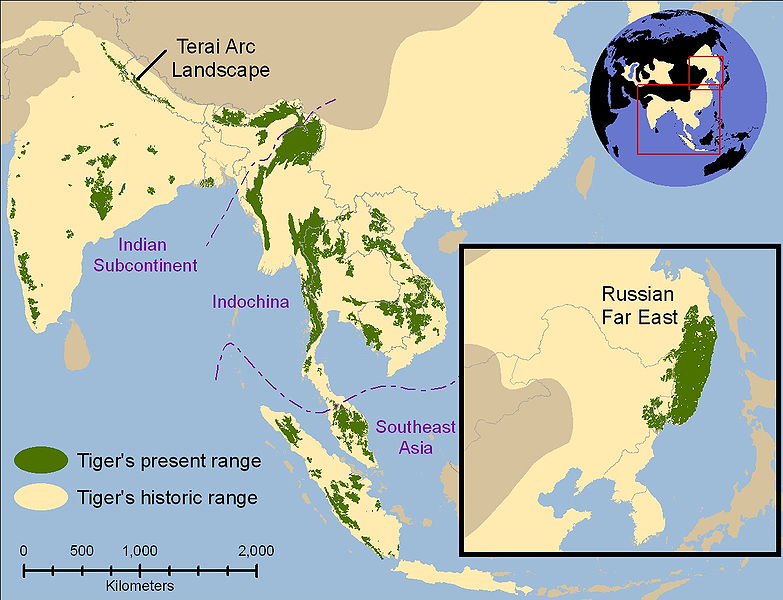 Terai Arc
Landscape
Indian
Subcontinent
Indochina
Southeast
Asia
Russian
Far East
Tiger's present range
Tiger's historic range
0 500 1,000 2,000
Kilometers